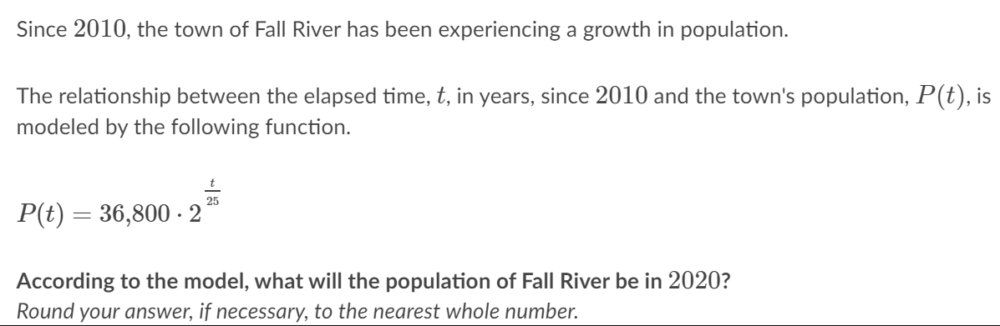 Since 2010, the town of Fall River has been experiencing a growth in population.
The relationship between the elapsed time, t, in years, since 2010 and the town's population, P(t), is
modeled by the following function.
P(t) = 36,800 · 2^(t/25)
According to the model, what will the population of Fall River be in 2020?
Round your answer, if necessary, to the nearest whole number.